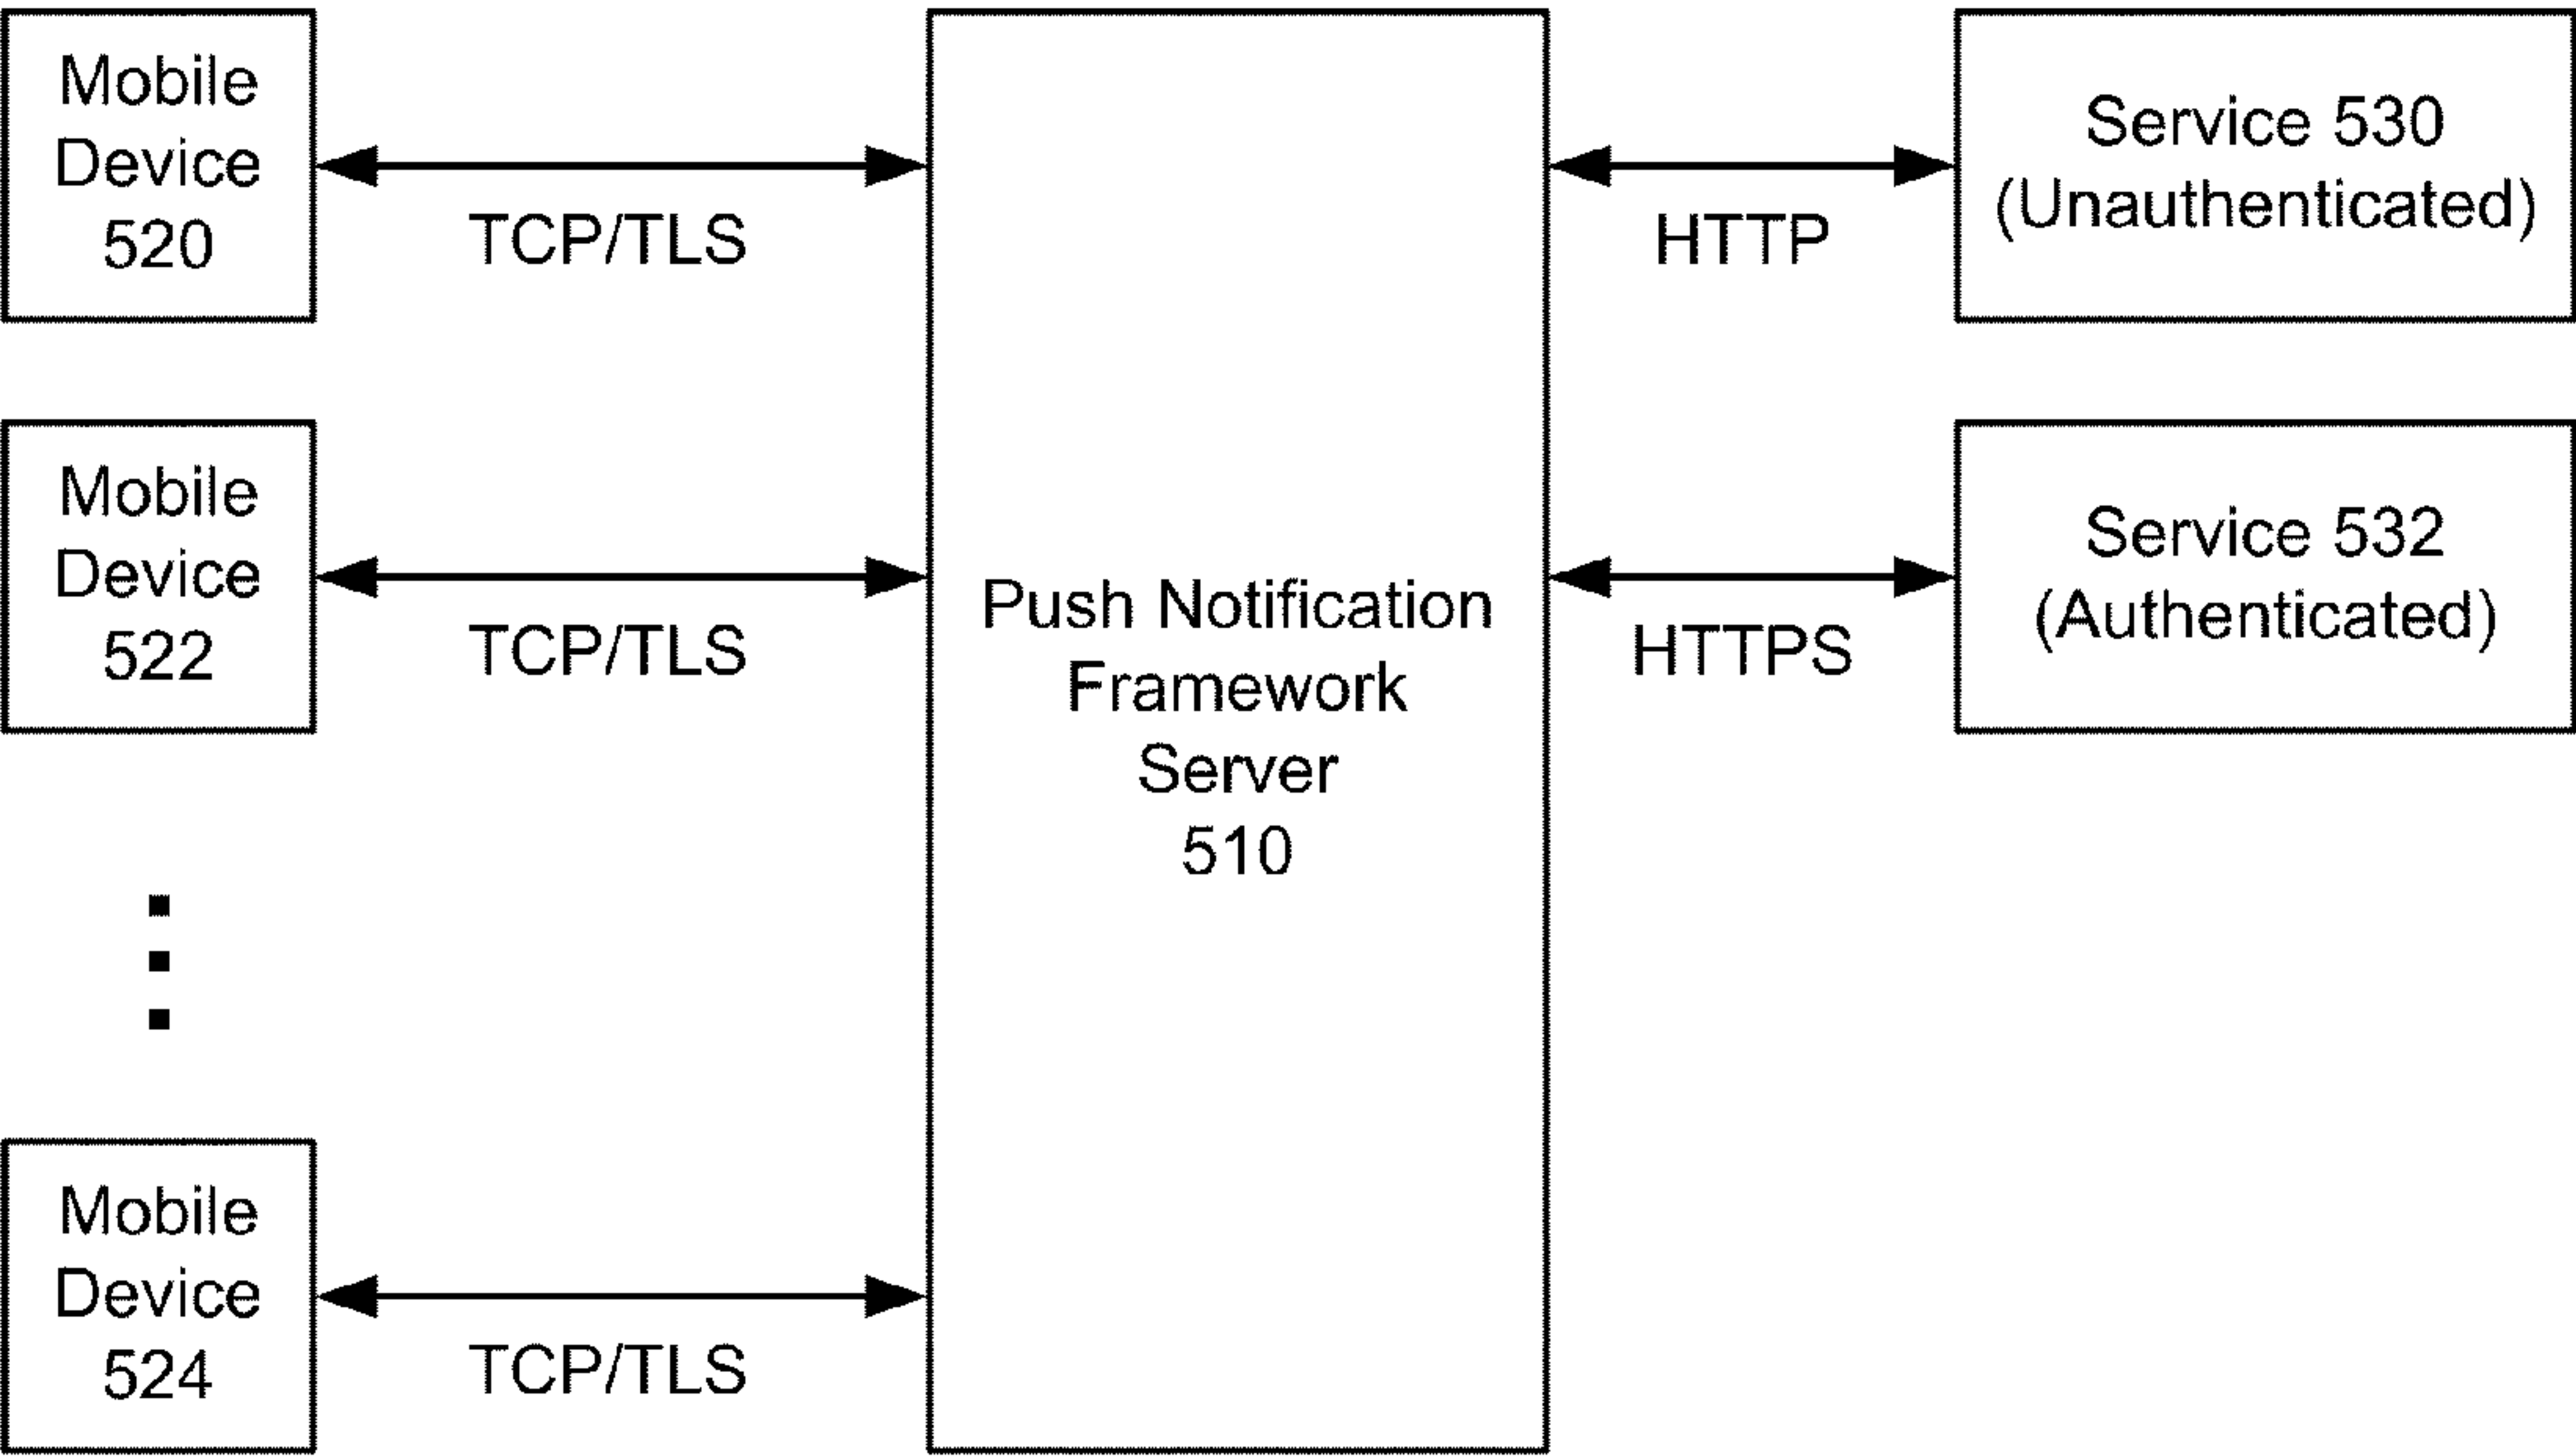 Mobile
Device
520
TCP/TLS
HTTP
Service 530
(Unauthenticated)
Mobile
Device
522
TCP/TLS
Push Notification
Framework
Server
510
HTTPS
Service 532
(Authenticated)
Mobile
Device
524
TCP/TLS